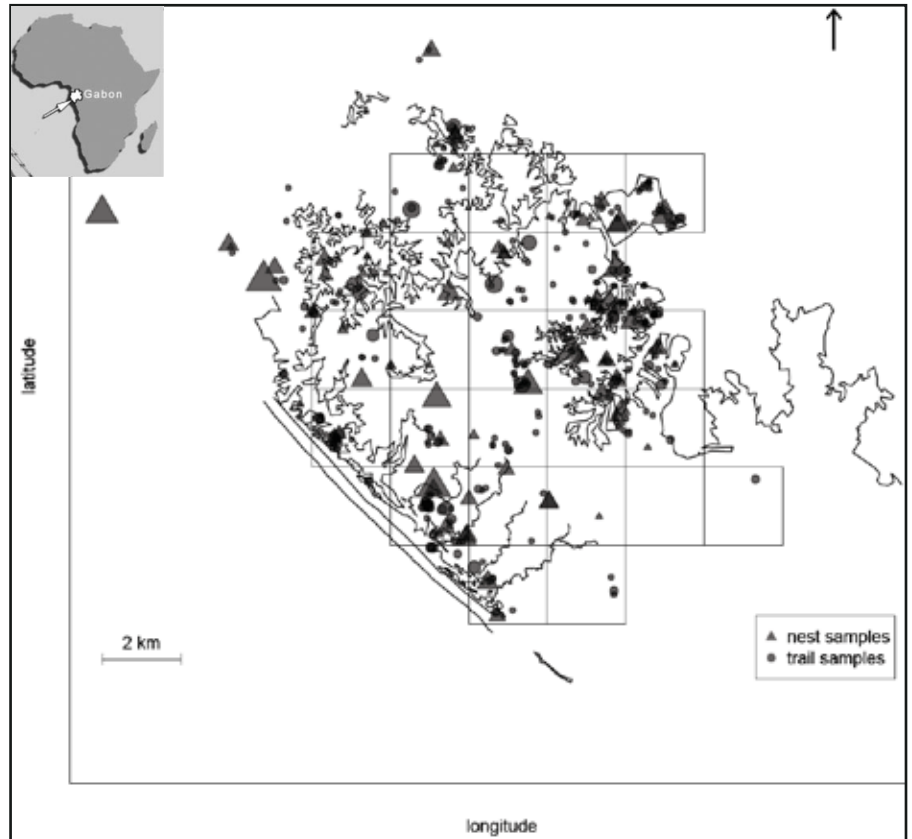 Gabon
latitude
2 km
nest samples
trail samples
longitude